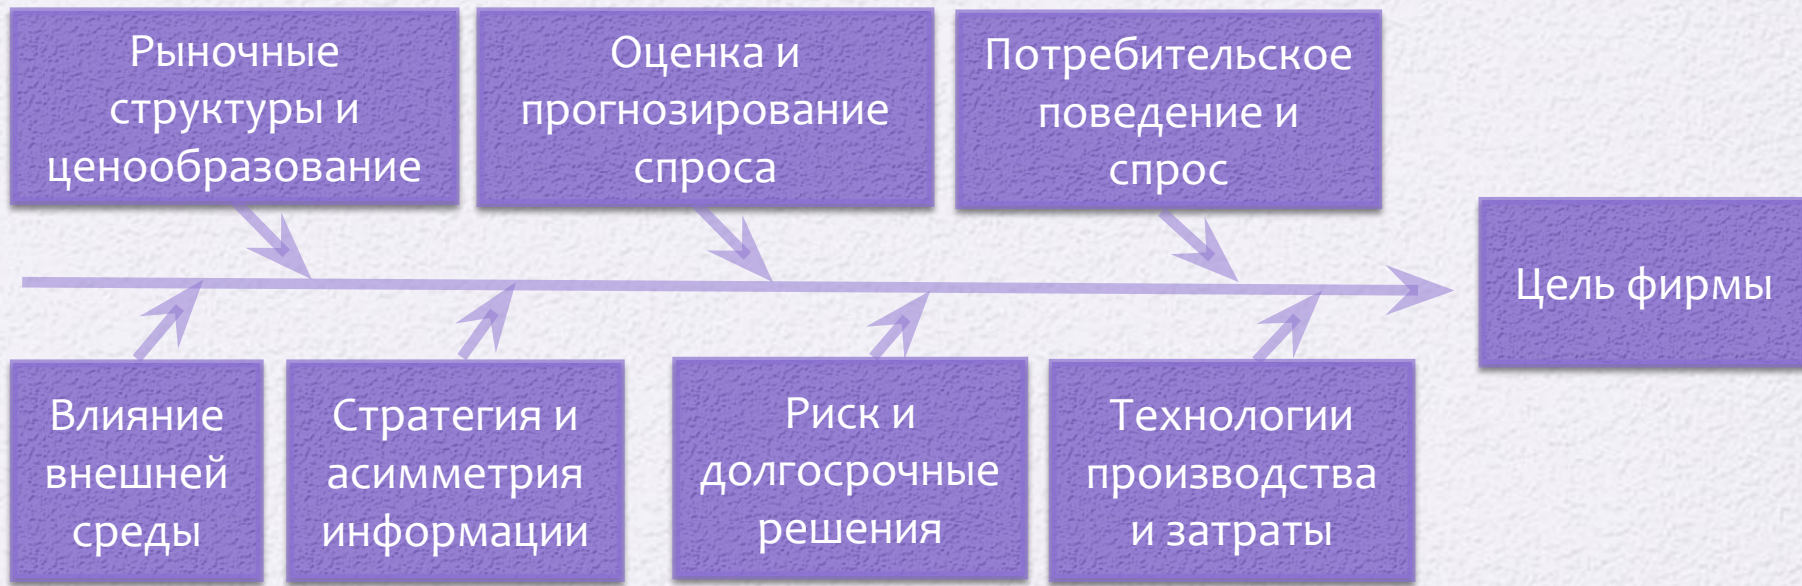 Рыночные
структуры и
ценообразование
Оценка и
прогнозирование
спроса
Потребительское
поведение и
спрос
Цель фирмы
Влияние
внешней
среды
Стратегия и
асимметрия
информации
Риск и
долгосрочные
решения
Технологии
производства
и затраты